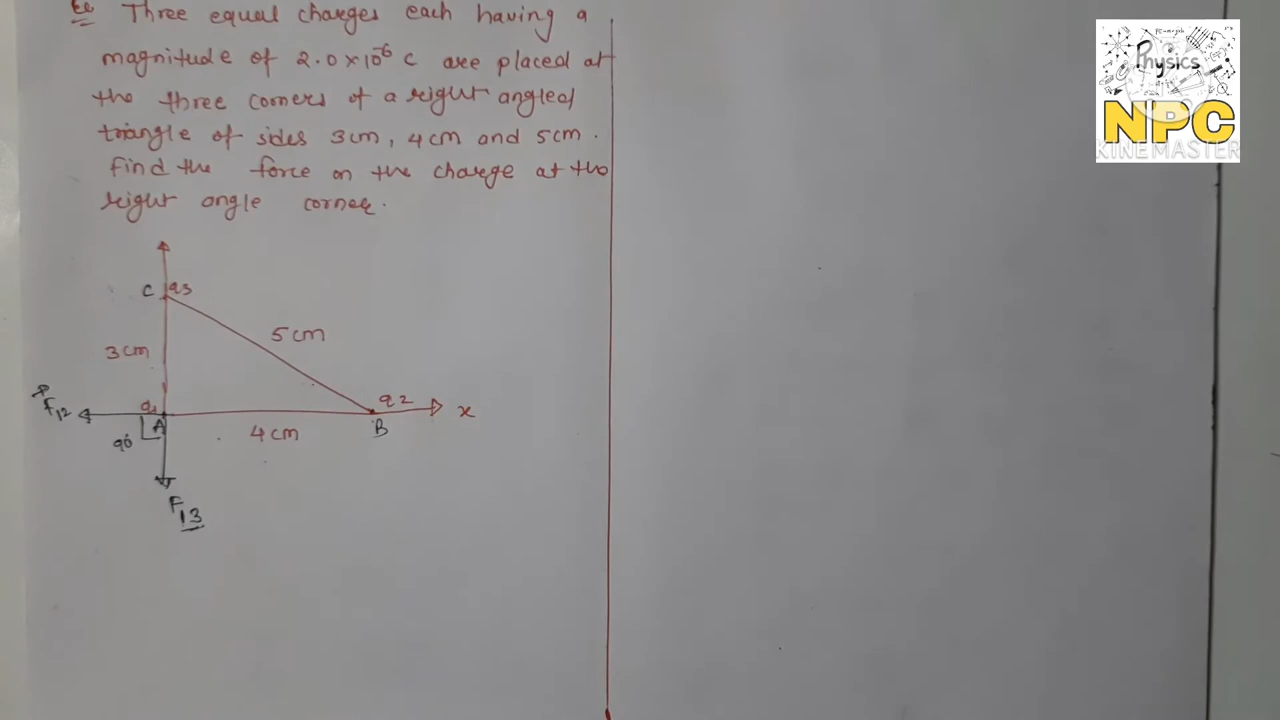 Ex Three equal charges each having a
magnitude of 2.0×10⁻⁶ c are placed at
the three corners of a right angled
triangle of sides 3cm, 4cm and 5cm.
find the force on the charge at the
right angle corner.
C q3
5cm
3cm
F12
q1
A
90°
4cm
q2
B
x
F13
Physics
NPC
KINEMASTER